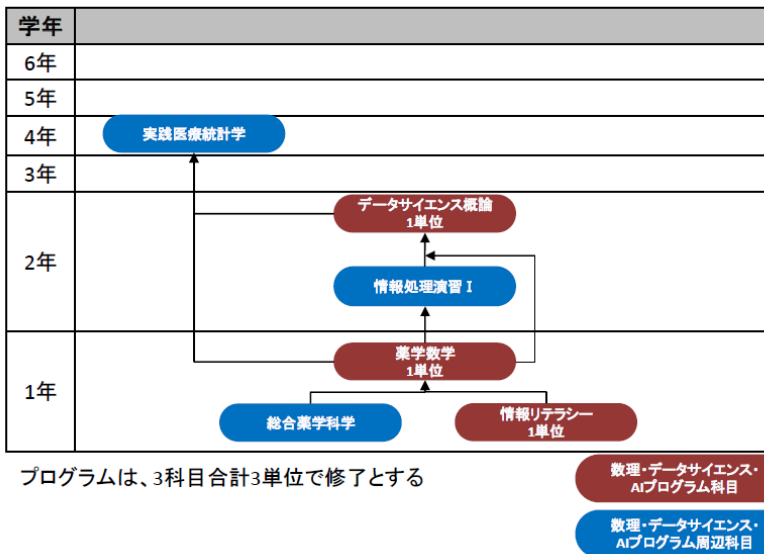 学年
6年
5年
4年
実践医療統計学
3年
データサイエンス概論
1単位
2年
情報処理演習Ⅰ
薬学数学
1単位
1年
総合薬学科学
情報リテラシー
1単位
プログラムは、3科目合計3単位で修了とする
数理・データサイエンス・
AIプログラム科目
数理・データサイエンス・
AIプログラム周辺科目